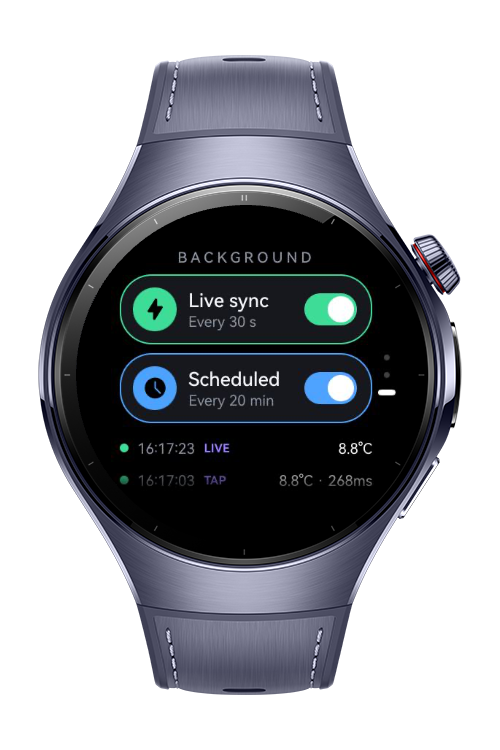 BACKGROUND
Live sync
Every 30 s
Scheduled
Every 20 min
16:17:23 LIVE 8.8°C
16:17:03 TAP 8.8°C · 268ms